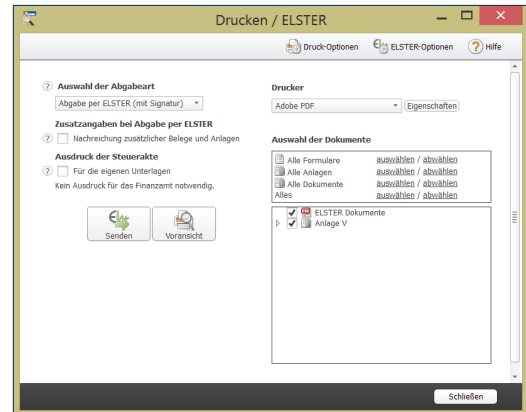 Drucken / ELSTER
Druck-Optionen ELSTER-Optionen Hilfe
Auswahl der Abgabeart
Abgabe per ELSTER (mit Signatur)
Zusatzangaben bei Abgabe per ELSTER
Nachreichung zusätzlicher Belege und Anlagen
Ausdruck der Steuerakte
Für die eigenen Unterlagen
Kein Ausdruck für das Finanzamt notwendig.
Senden Voransicht
Drucker
Adobe PDF Eigenschaften
Auswahl der Dokumente
Alle Formulare auswählen / abwählen
Alle Anlagen auswählen / abwählen
Alle Dokumente auswählen / abwählen
Alles auswählen / abwählen
ELSTER Dokumente
Anlage V
Schließen